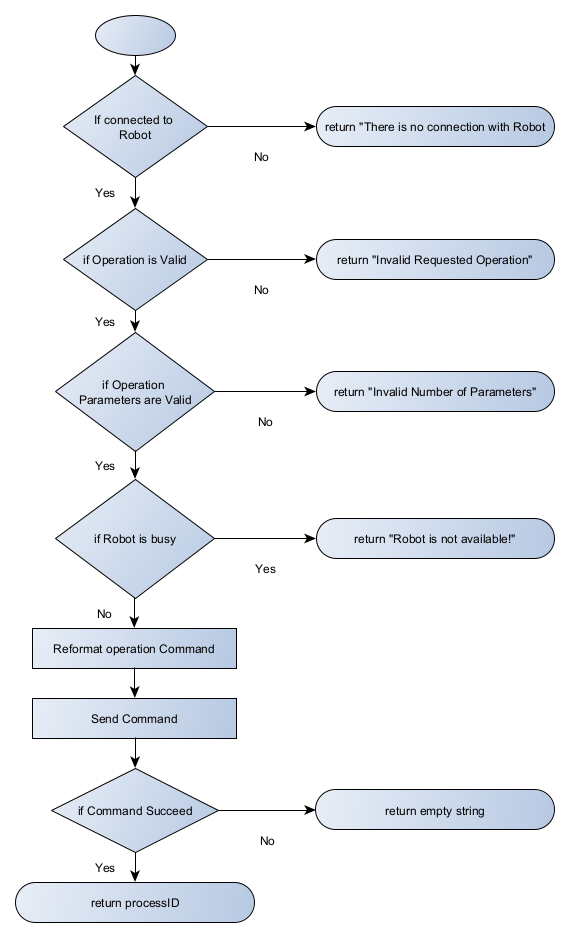 If connected to
Robot
return "There is no connection with Robot
No
Yes
if Operation is Valid
return "Invalid Requested Operation"
No
Yes
if Operation
Parameters are Valid
return "Invalid Number of Parameters"
No
Yes
if Robot is busy
return "Robot is not available!"
Yes
No
Reformat operation Command
Send Command
if Command Succeed
return empty string
No
Yes
return processID